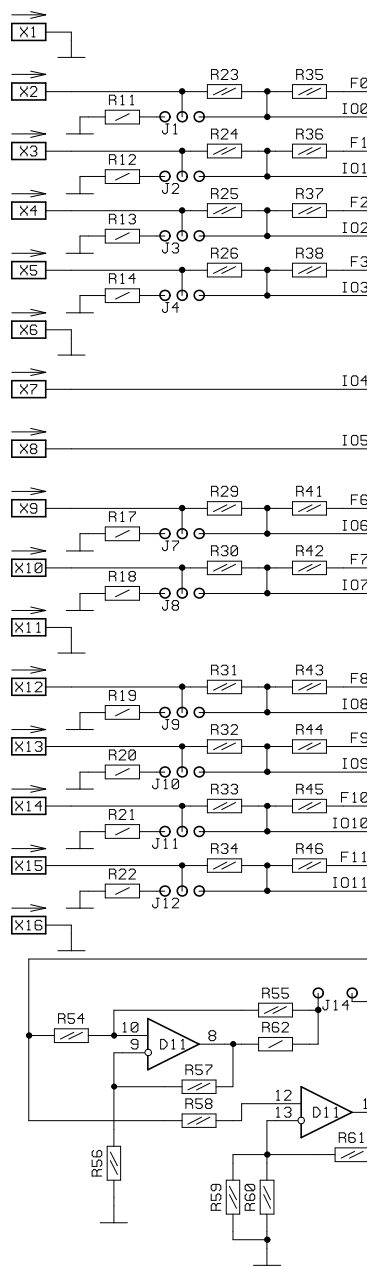 X1
X2 R23 R35 F0
R11 J1 IO0
X3 R24 R36 F1
R12 J2 IO1
X4 R25 R37 F2
R13 J3 IO2
X5 R26 R38 F3
R14 J4 IO3
X6
X7 IO4
X8 IO5
X9 R29 R41 F6
R17 J7 IO6
X10 R30 R42 F7
R18 J8 IO7
X11
X12 R31 R43 F8
R19 J9 IO8
X13 R32 R44 F9
R20 J10 IO9
X14 R33 R45 F10
R21 J11 IO10
X15 R34 R46 F11
R22 J12 IO11
X16
R55 J14
R54 10 8 R62
9 D11
R57
R58 12 1
13 D11
R56 R61
R59 R60